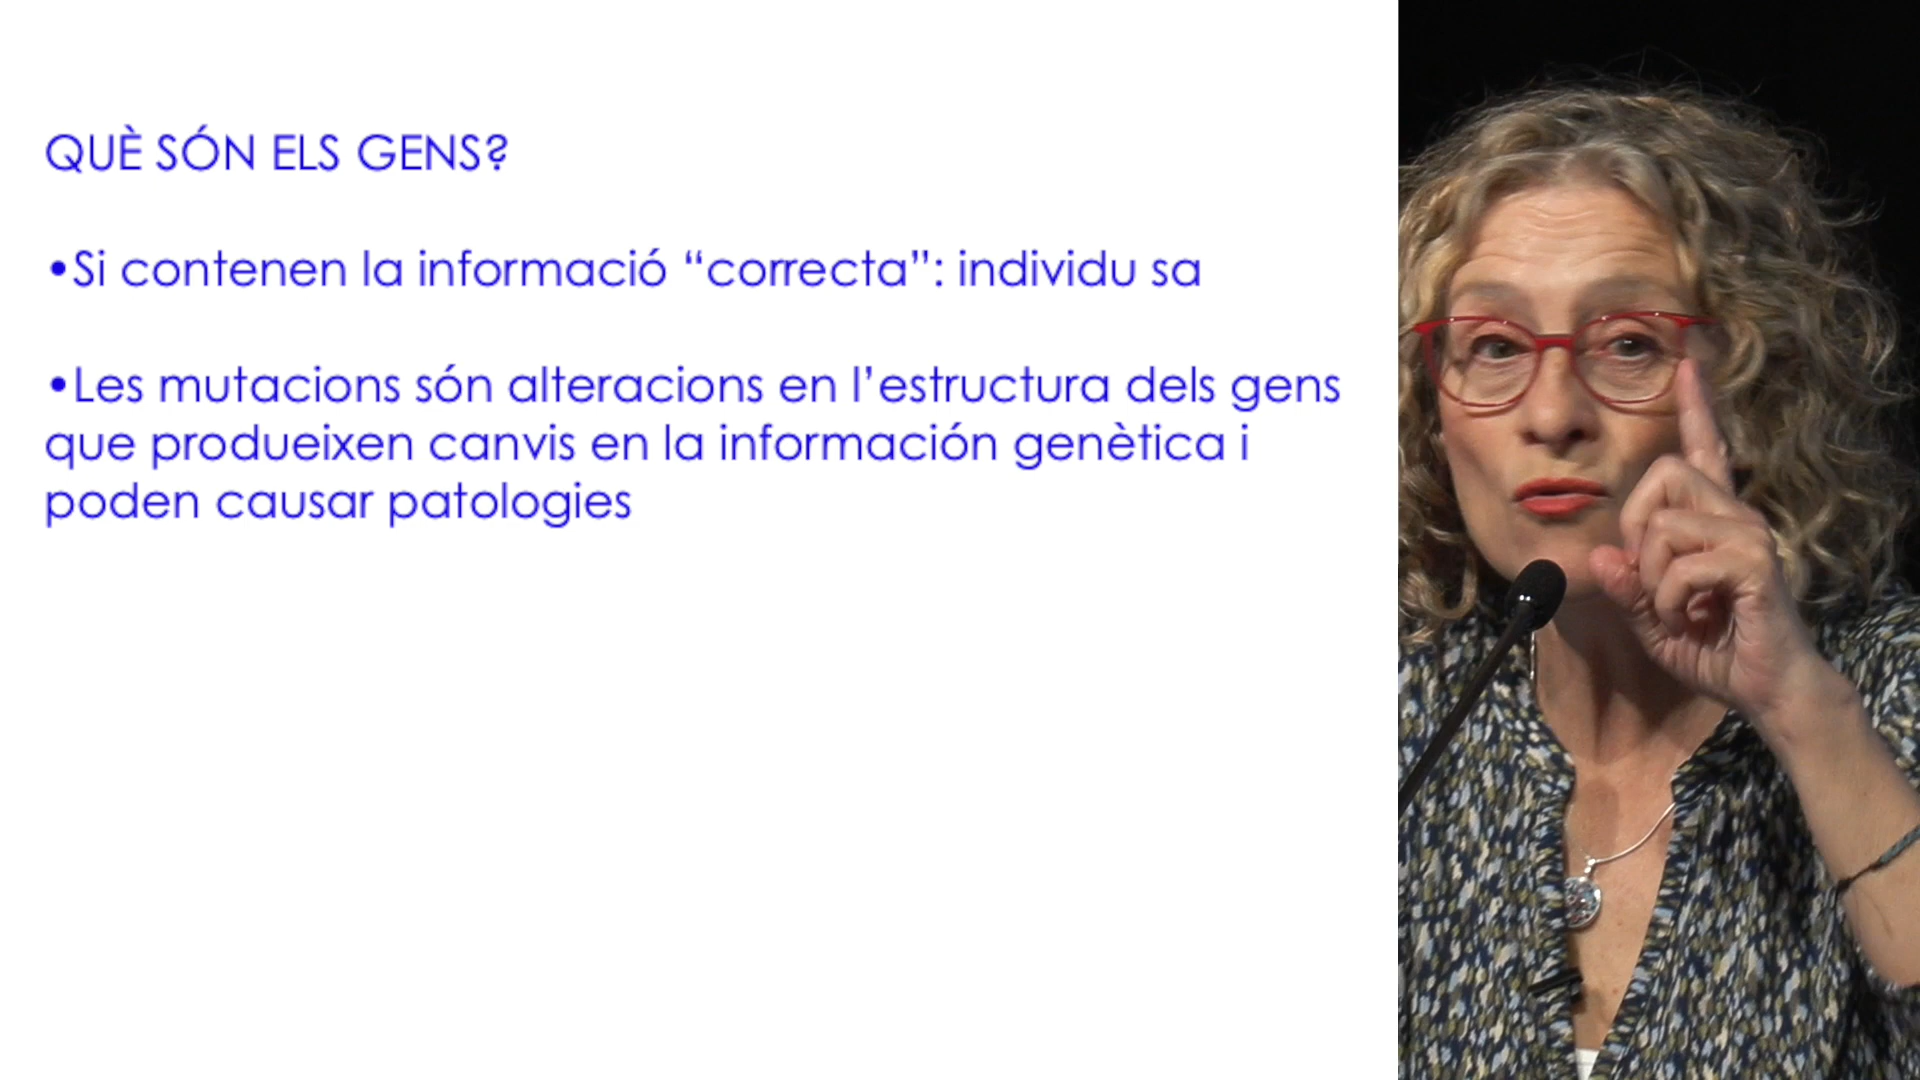 QUÈ SÓN ELS GENS?
•Si contenen la informació “correcta”: individu sa
•Les mutacions són alteracions en l’estructura dels gens
que produeixen canvis en la información genètica i
poden causar patologies